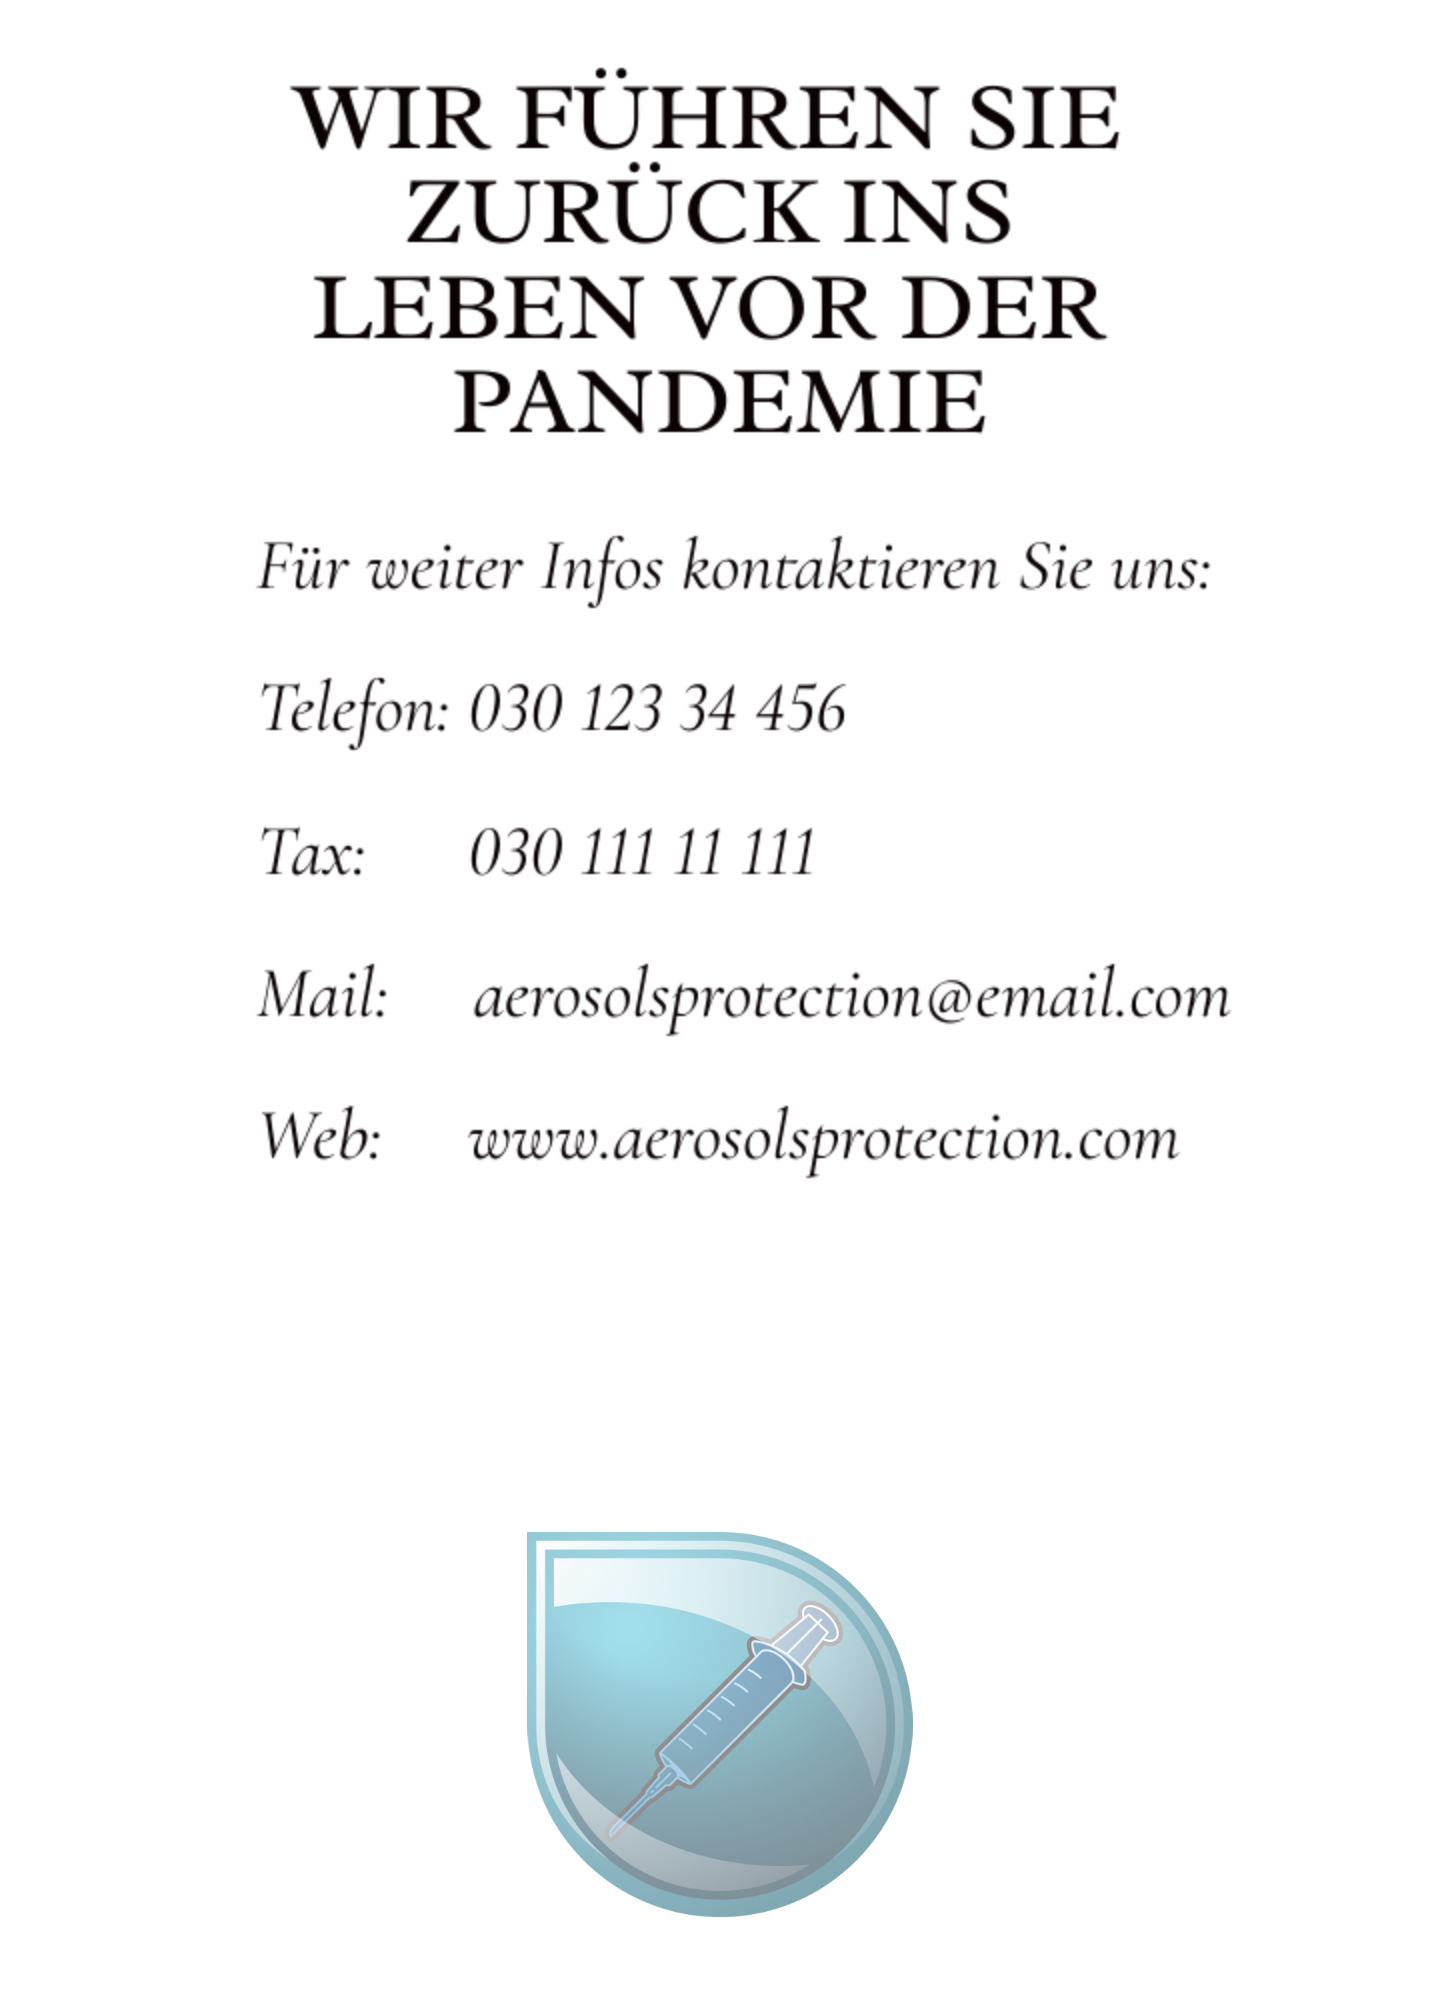 WIR FÜHREN SIE
ZURÜCK INS
LEBEN VOR DER
PANDEMIE
Für weiter Infos kontaktieren Sie uns:
Telefon: 030 123 34 456
Tax: 030 111 11 111
Mail: aerosolsprotection@email.com
Web: www.aerosolsprotection.com